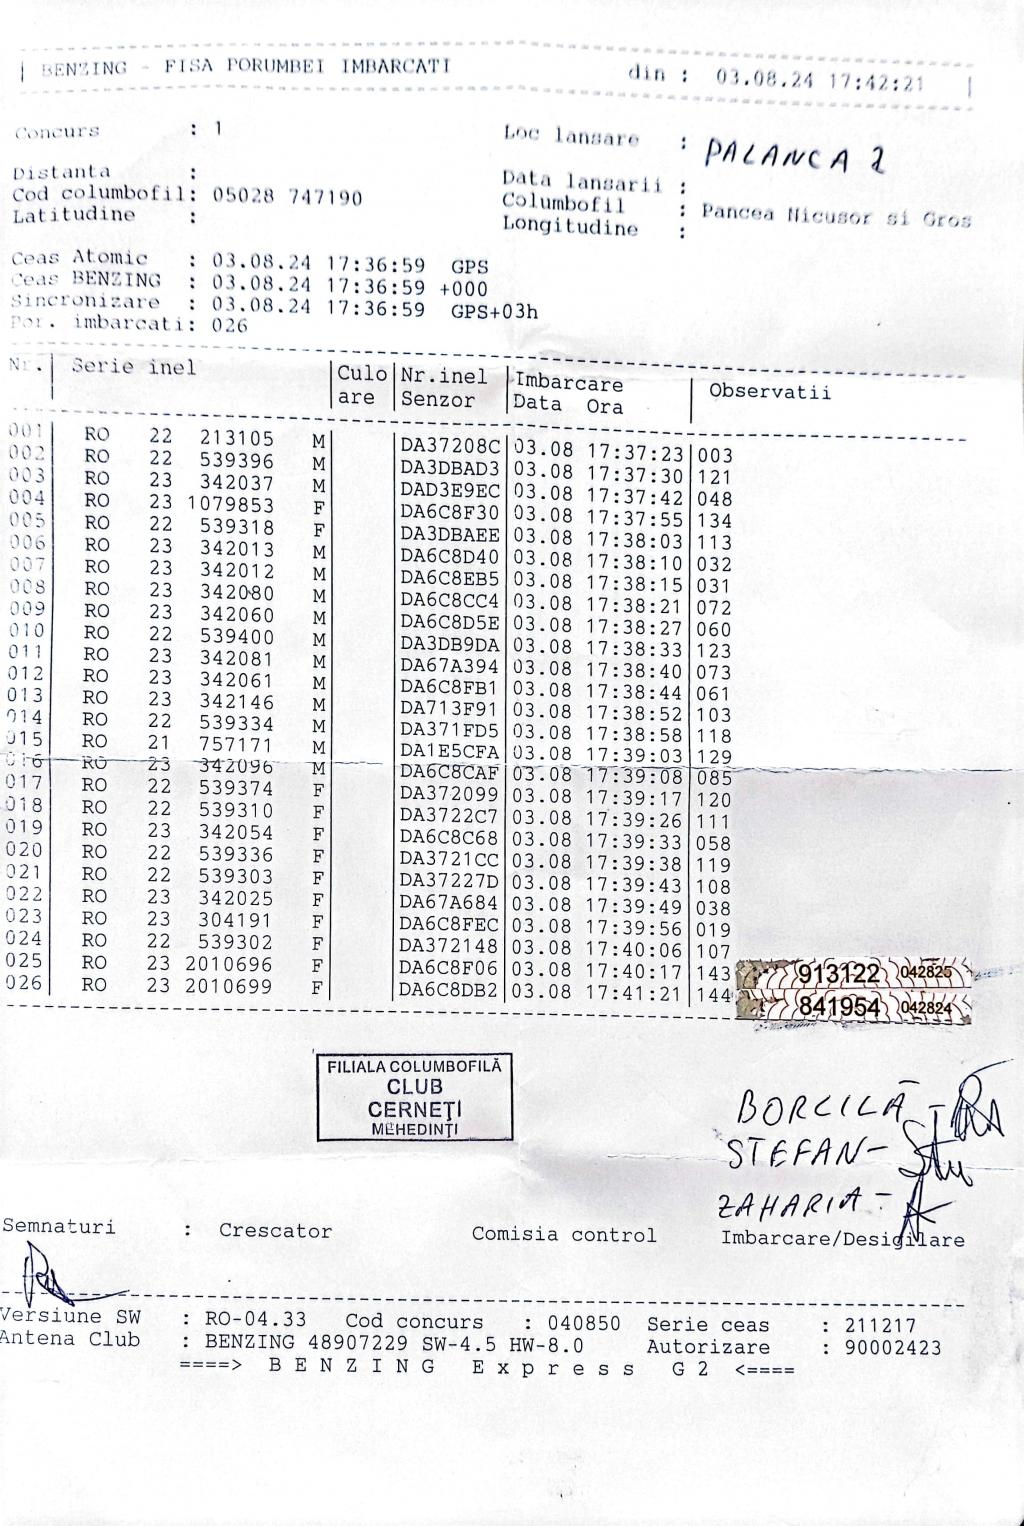 | BENZING - FISA PORUMBEI IMBARCATI din : 03.08.24 17:42:21 |
Concurs : 1 Loc lansare : PALANCA 2
Distanta : Data lansarii :
Cod columbofil: 05028 747190 Columbofil : Pancea Nicusor si Gros
Latitudine : Longitudine :
Ceas Atomic : 03.08.24 17:36:59 GPS
Ceas BENZING : 03.08.24 17:36:59 +000
Sincronizare : 03.08.24 17:36:59 GPS+03h
Por. imbarcati: 026
Nr. | Serie inel | Culo | Nr.inel | Imbarcare | Observatii
are | Senzor | Data Ora |
001 | RO 22 213105 M | | DA37208C | 03.08 17:37:23 | 003
002 | RO 22 539396 M | | DA3DBAD3 | 03.08 17:37:30 | 121
003 | RO 23 342037 M | | DAD3E9EC | 03.08 17:37:42 | 048
004 | RO 23 1079853 F | | DA6C8F30 | 03.08 17:37:55 | 134
005 | RO 22 539318 F | | DA3DBAEE | 03.08 17:38:03 | 113
006 | RO 23 342013 M | | DA6C8D40 | 03.08 17:38:10 | 032
007 | RO 23 342012 M | | DA6C8EB5 | 03.08 17:38:15 | 031
008 | RO 23 342080 M | | DA6C8CC4 | 03.08 17:38:21 | 072
009 | RO 23 342060 M | | DA6C8D5E | 03.08 17:38:27 | 060
010 | RO 22 539400 M | | DA3DB9DA | 03.08 17:38:33 | 123
011 | RO 23 342081 M | | DA67A394 | 03.08 17:38:40 | 073
012 | RO 23 342061 M | | DA6C8FB1 | 03.08 17:38:44 | 061
013 | RO 23 342146 M | | DA713F91 | 03.08 17:38:52 | 103
014 | RO 22 539334 M | | DA371FD5 | 03.08 17:38:58 | 118
015 | RO 21 757171 M | | DA1E5CFA | 03.08 17:39:03 | 129
016 | RO 23 342096 M | | DA6C8CAF | 03.08 17:39:08 | 085
017 | RO 22 539374 F | | DA372099 | 03.08 17:39:17 | 120
018 | RO 22 539310 F | | DA3722C7 | 03.08 17:39:26 | 111
019 | RO 23 342054 F | | DA6C8C68 | 03.08 17:39:33 | 058
020 | RO 22 539336 F | | DA3721CC | 03.08 17:39:38 | 119
021 | RO 22 539303 F | | DA37227D | 03.08 17:39:43 | 108
022 | RO 23 342025 F | | DA67A684 | 03.08 17:39:49 | 038
023 | RO 23 304191 F | | DA6C8FEC | 03.08 17:39:56 | 019
024 | RO 22 539302 F | | DA372148 | 03.08 17:40:06 | 107
025 | RO 23 2010696 F | | DA6C8F06 | 03.08 17:40:17 | 143 913122 042825
026 | RO 23 2010699 F | | DA6C8DB2 | 03.08 17:41:21 | 144 841954 042824
FILIALA COLUMBOFILĂ
CLUB
CERNEȚI
MEHEDINȚI
BORCILĂ -
STEFAN -
ZAHARIA -
Semnaturi : Crescator Comisia control Imbarcare/Desigilare
Versiune SW : RO-04.33 Cod concurs : 040850 Serie ceas : 211217
Antena Club : BENZING 48907229 SW-4.5 HW-8.0 Autorizare : 90002423
====> B E N Z I N G E x p r e s s G 2 <====